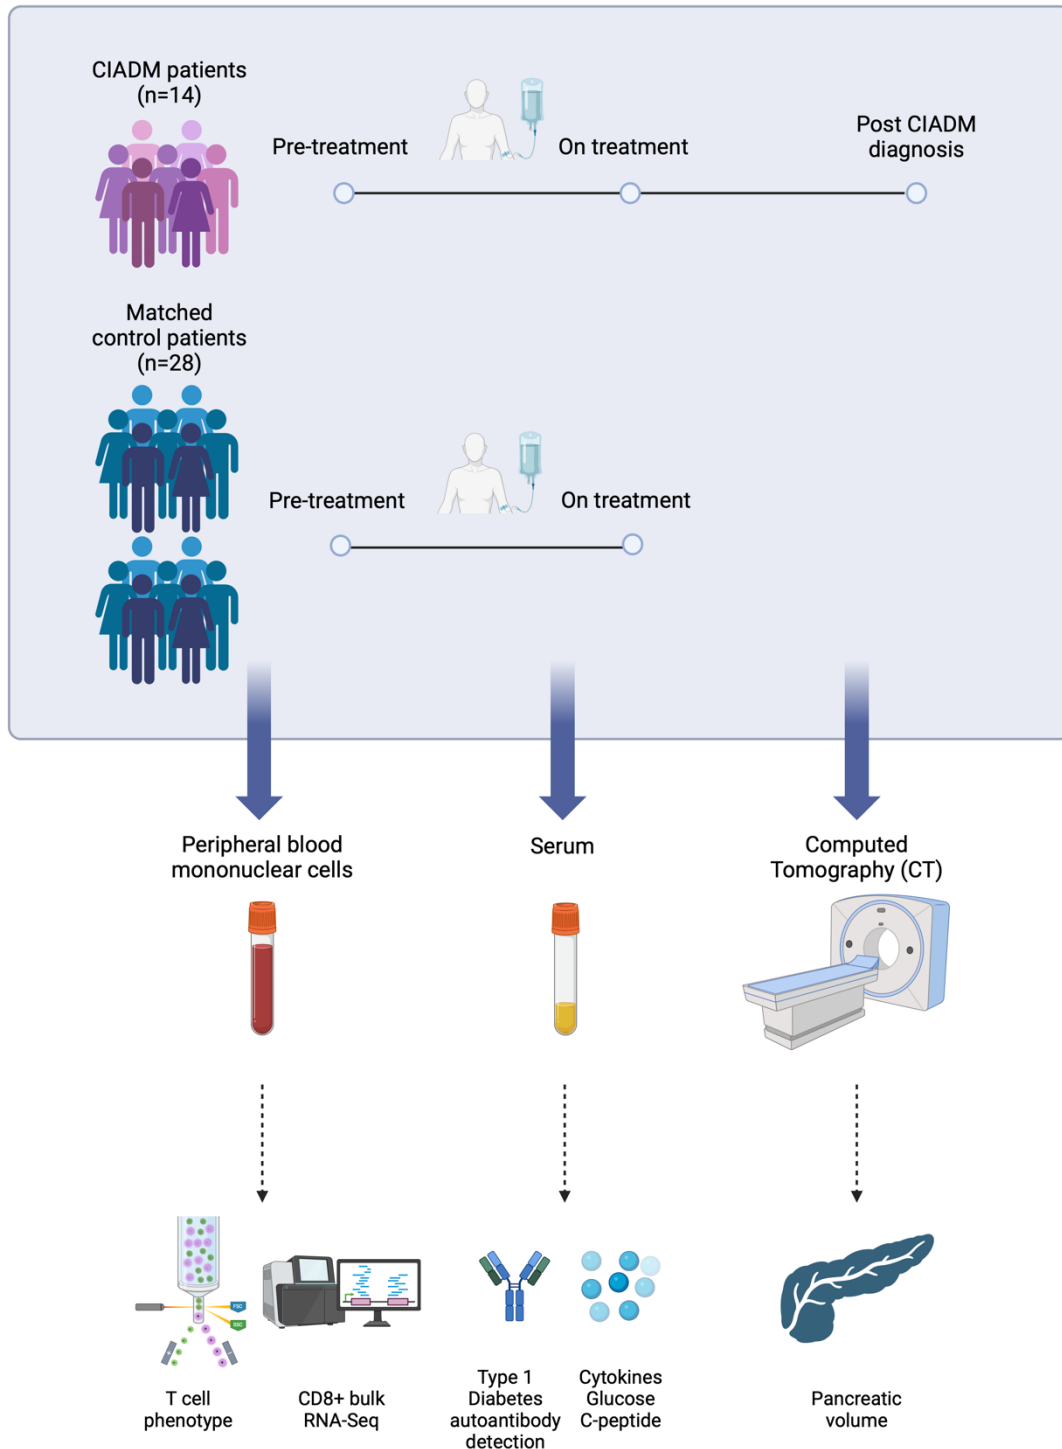 CIADM patients
(n=14)
Pre-treatment
On treatment
Post CIADM
diagnosis
Matched
control patients
(n=28)
Pre-treatment
On treatment
Peripheral blood
mononuclear cells
Serum
Computed
Tomography (CT)
FSC
SSC
T cell
phenotype
CD8+ bulk
RNA-Seq
Type 1
Diabetes
autoantibody
detection
Cytokines
Glucose
C-peptide
Pancreatic
volume